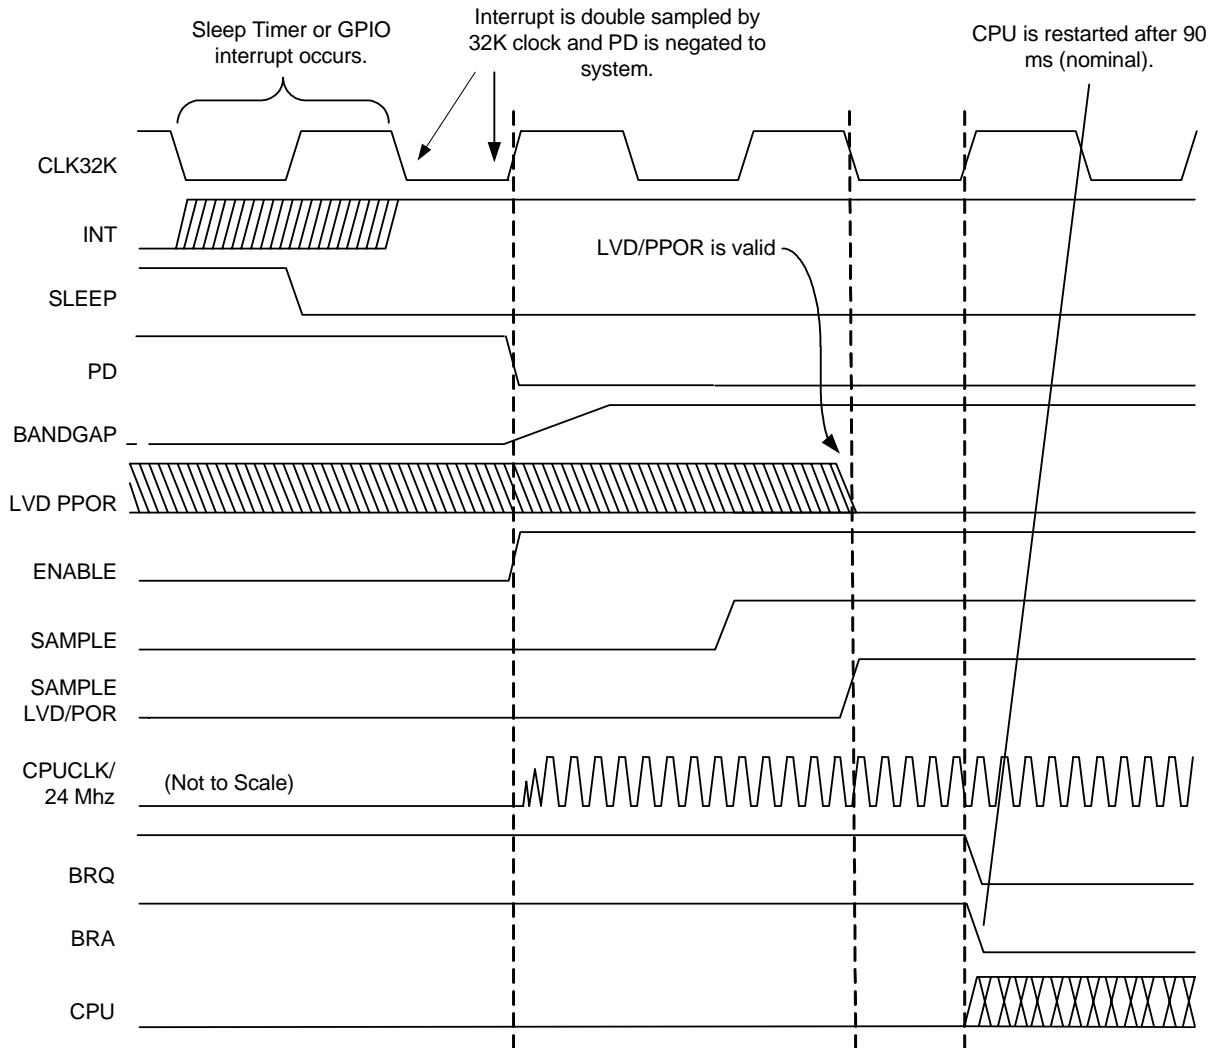 Sleep Timer or GPIO
interrupt occurs.
Interrupt is double sampled by
32K clock and PD is negated to
system.
CPU is restarted after 90
ms (nominal).
CLK32K
INT
LVD/PPOR is valid
SLEEP
PD
BANDGAP
LVD PPOR
ENABLE
SAMPLE
SAMPLE
LVD/POR
CPUCLK/
24 Mhz
(Not to Scale)
BRQ
BRA
CPU